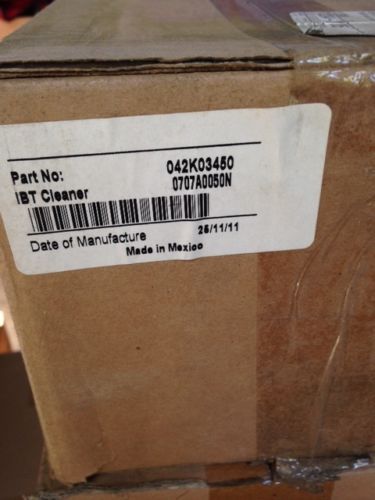 Part No: 042K03450
IBT Cleaner 0707A0050N
Date of Manufacture 25/11/11
Made in Mexico